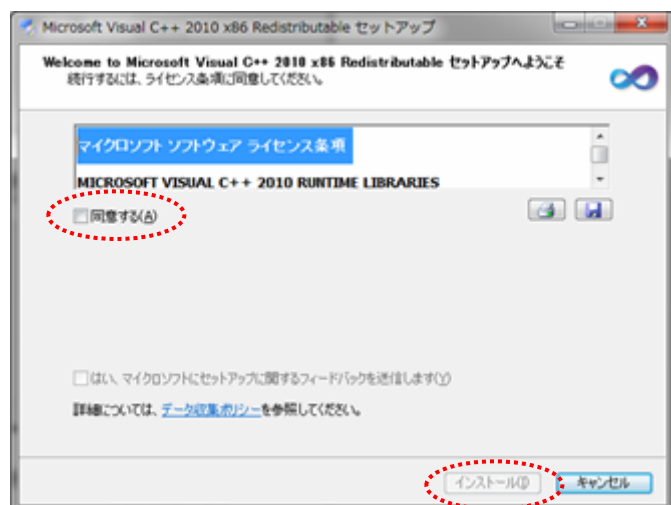 Microsoft Visual C++ 2010 x86 Redistributable セットアップ
Welcome to Microsoft Visual C++ 2010 x86 Redistributable セットアップへようこそ
続行するには、ライセンス条項に同意してください。
マイクロソフト ソフトウェア ライセンス条項
MICROSOFT VISUAL C++ 2010 RUNTIME LIBRARIES
同意する(A)
はい、マイクロソフトにセットアップに関するフィードバックを送信します(Y)
詳細については、データ収集ポリシーを参照してください。
インストール(I) キャンセル